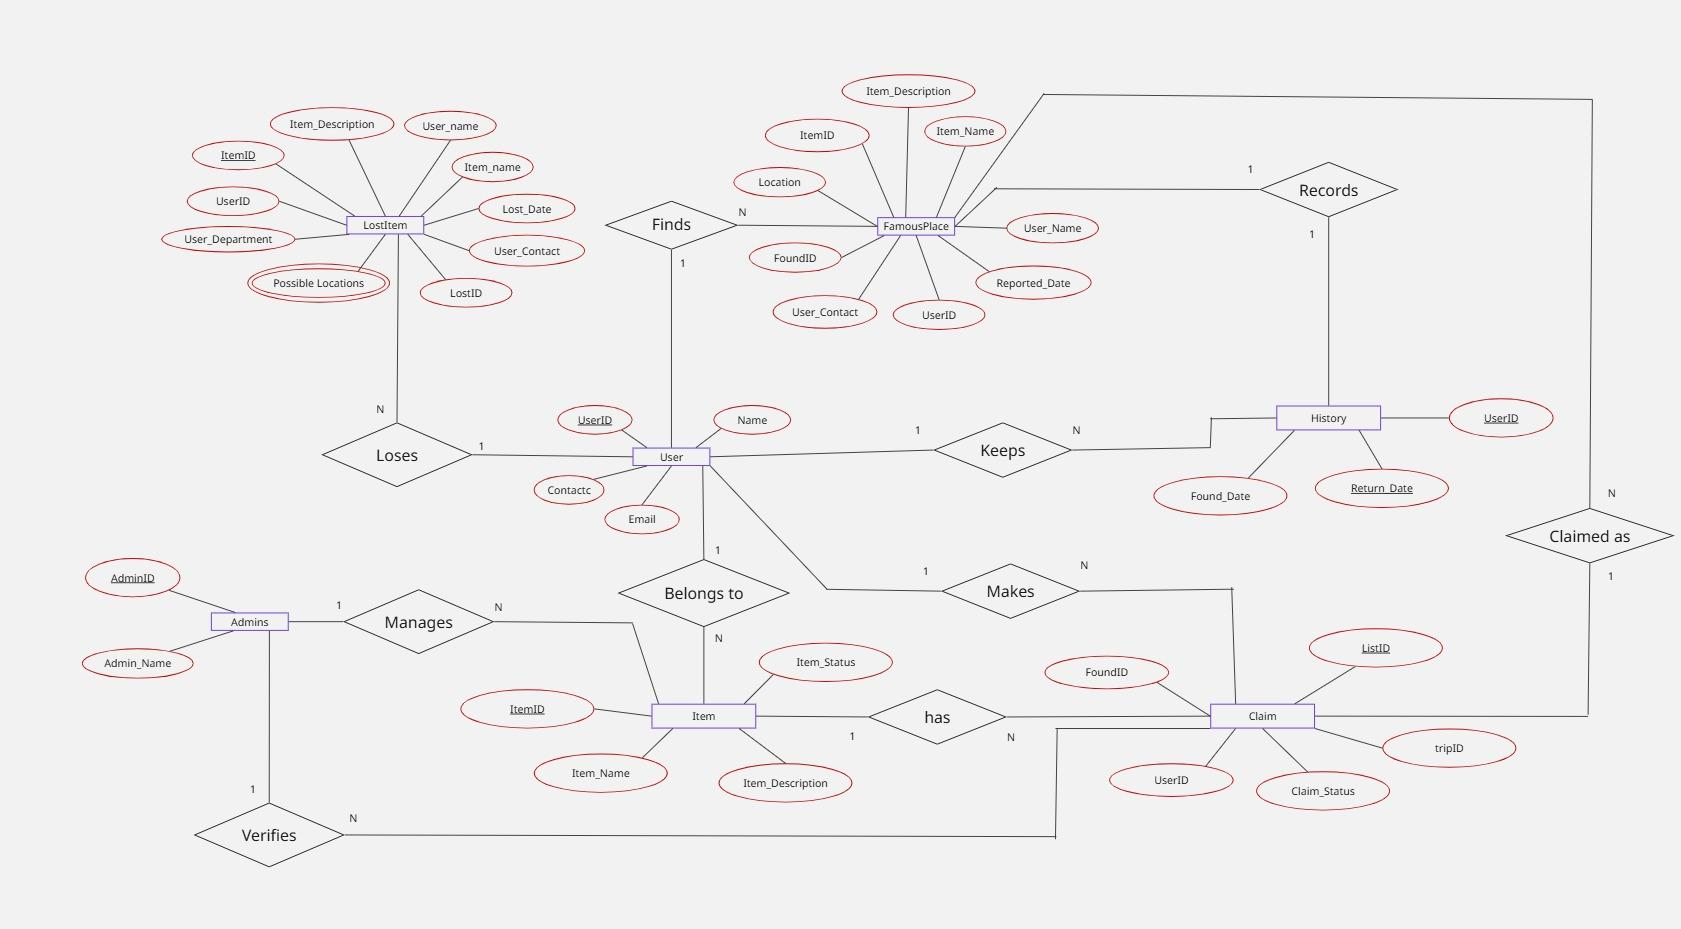 Item_Description
Item_Description
User_name
ItemID
Item_Name
ItemID
Item_name
1
Location
Records
UserID
Lost_Date
N
LostItem
Finds
FamousPlace
User_Name
1
User_Department
User_Contact
FoundID
1
Possible Locations
LostID
Reported_Date
User_Contact
UserID
N
UserID
Name
History
UserID
1
1
N
Loses
User
Keeps
Contactc
Found_Date
Return_Date
N
Email
Claimed as
1
1
N
1
AdminID
Belongs to
Makes
1
N
Admins
Manages
N
ListID
Admin_Name
Item_Status
FoundID
ItemID
Item
has
Claim
1
N
tripID
Item_Name
Item_Description
UserID
Claim_Status
1
N
Verifies